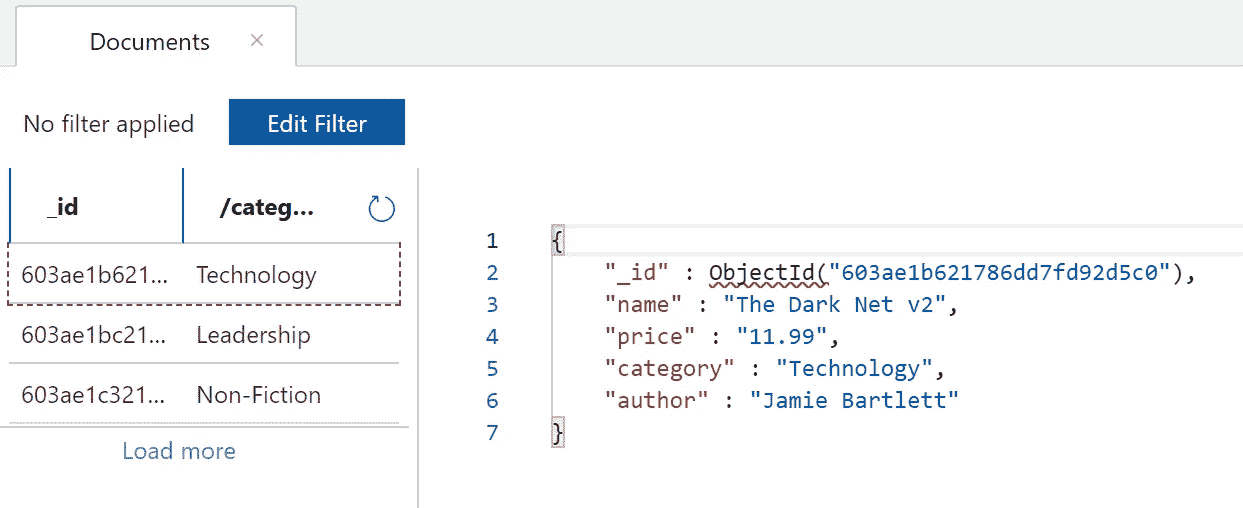 Documents ×
No filter applied Edit Filter
_id /categ...
603ae1b621... Technology
603ae1bc21... Leadership
603ae1c321... Non-Fiction
Load more
1 {
2 "_id" : ObjectId("603ae1b621786dd7fd92d5c0"),
3 "name" : "The Dark Net v2",
4 "price" : "11.99",
5 "category" : "Technology",
6 "author" : "Jamie Bartlett"
7 }